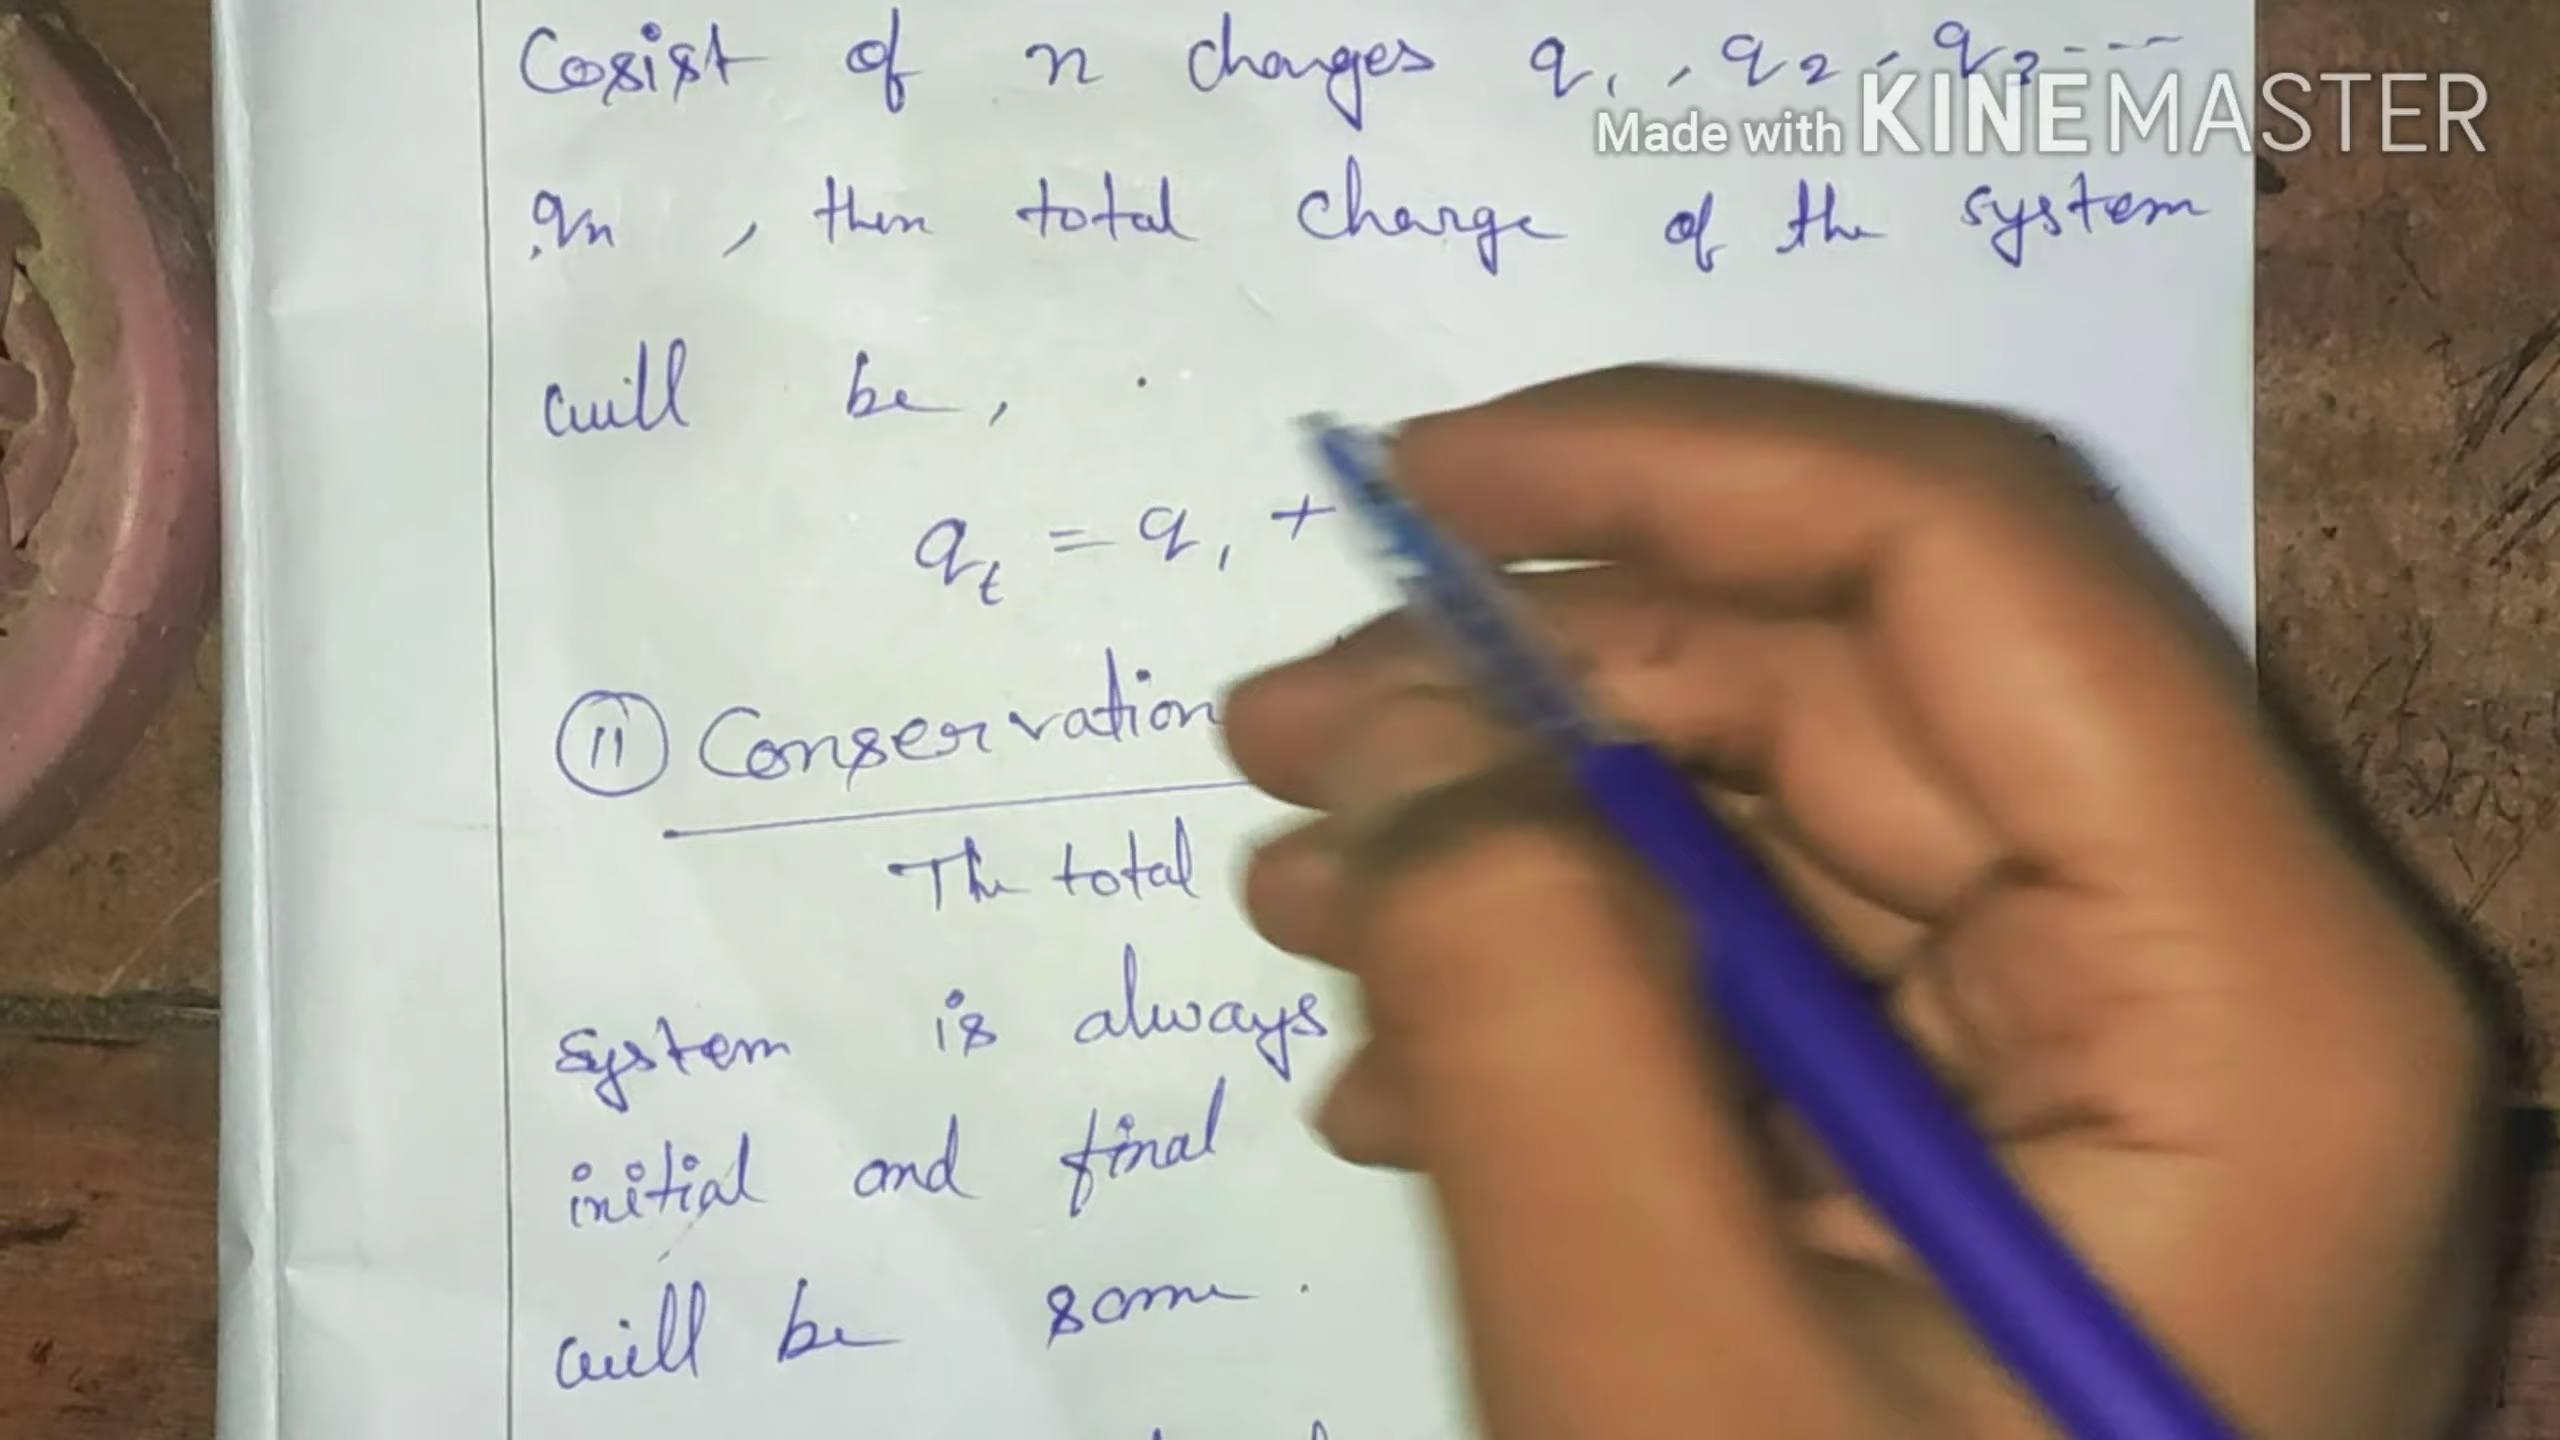 Cosist of n charges q1, q2, q3 ---
Made with KINEMASTER
qn, then total charge of the system
will be,
qt = q1 +
(ii) Conservation
The total
system is always
initial and final
will be same.